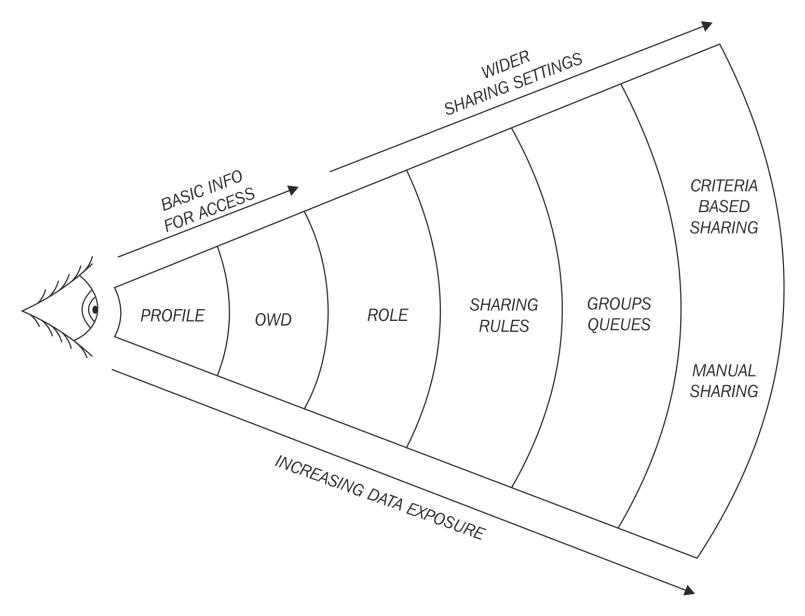 WIDER
SHARING SETTINGS
BASIC INFO
FOR ACCESS
PROFILE
OWD
ROLE
SHARING
RULES
GROUPS
QUEUES
CRITERIA
BASED
SHARING
MANUAL
SHARING
INCREASING DATA EXPOSURE